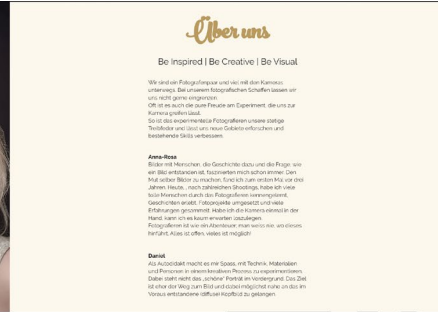 Über uns
Be Inspired | Be Creative | Be Visual
Wir sind ein Fotografenpaar und viel mit den Kameras
unterwegs. Bei unserem fotografischen Schaffen lassen wir
uns nicht gerne eingrenzen.
Oft ist es auch die pure Freude am Experiment, die uns zur
Kamera greifen lässt.
So ist das experimentelle Fotografieren unsere stetige
Treibfeder und lässt uns neue Gebiete erforschen und
bestehende Skills verbessern.
Anna-Rosa
Bilder mit Menschen, die Geschichte dazu und die Frage, wie
ein Bild entstanden ist, faszinierten mich schon immer. Den
Mut selber Bilder zu machen, fand ich zum ersten Mal vor drei
Jahren. Heute, , nach zahlreichen Shootings, habe ich viele
tolle Menschen durch das Fotografieren kennengelernt,
Geschichten erlebt, Fotoprojekte umgesetzt und viele
Erfahrungen gesammelt. Habe ich die Kamera einmal in der
Hand, kann ich es kaum erwarten loszulegen.
Fotografieren ist wie ein Abenteuer: man weiss nie, wo dieses
hinführt. Alles ist offen, vieles ist möglich!
Daniel
Als Autodidakt macht es mir Spass, mit Technik, Materialien
und Personen in einem kreativen Prozess zu experimentieren.
Dabei steht nicht das „schöne" Porträt im Vordergrund. Das Ziel
ist eher der Weg zum Bild und dabei möglichst nahe an das im
Voraus entstandene (diffuse) Kopfbild zu gelangen.